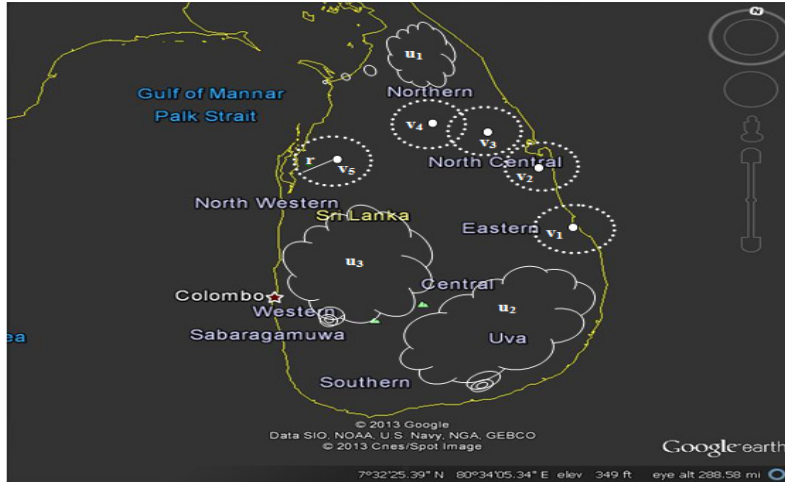 N
u1
Gulf of Mannar
Northern
Palk Strait
v4
v3
r
v5
North Central
v2
North Western
Sri Lanka
Eastern
v1
u3
Central
Colombo
u2
Western
Sabaragamuwa
Uva
ea
Southern
© 2013 Google
Data SIO, NOAA, U.S. Navy, NGA, GEBCO
© 2013 Cnes/Spot Image
Google earth
7°32'25.39" N 80°34'05.34" E elev 349 ft eye alt 288.58 mi